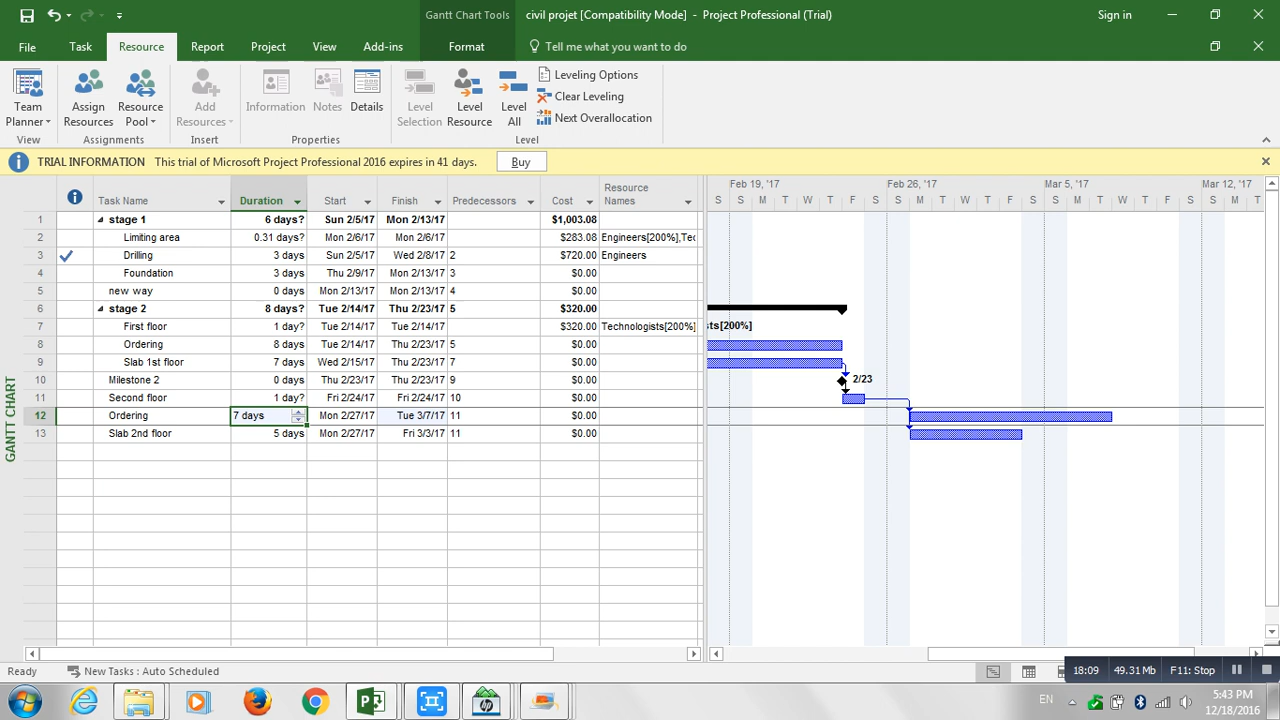 Gantt Chart Tools
civil projet [Compatibility Mode] - Project Professional (Trial)
Sign in
File Task Resource Report Project View Add-ins Format Tell me what you want to do
Team Planner
Assign Resources
Resource Pool
Add Resources
Information
Notes
Details
Level Selection
Level Resource
Level All
Leveling Options
Clear Leveling
Next Overallocation
View Assignments Insert Properties Level
TRIAL INFORMATION This trial of Microsoft Project Professional 2016 expires in 41 days. Buy
Task Name Duration Start Finish Predecessors Cost Resource Names
Feb 19, '17 Feb 26, '17 Mar 5, '17 Mar 12, '17
S S M T W T F S S M T W T F S S M T W T F S S M T
1 stage 1 6 days? Sun 2/5/17 Mon 2/13/17 $1,003.08
2 Limiting area 0.31 days? Mon 2/6/17 Mon 2/6/17 $283.08 Engineers[200%],Tec
3 Drilling 3 days Sun 2/5/17 Wed 2/8/17 2 $720.00 Engineers
4 Foundation 3 days Thu 2/9/17 Mon 2/13/17 3 $0.00
5 new way 0 days Mon 2/13/17 Mon 2/13/17 4 $0.00
6 stage 2 8 days? Tue 2/14/17 Thu 2/23/17 5 $320.00
7 First floor 1 day? Tue 2/14/17 Tue 2/14/17 $320.00 Technologists[200%] sts[200%]
8 Ordering 8 days Tue 2/14/17 Thu 2/23/17 5 $0.00
9 Slab 1st floor 7 days Wed 2/15/17 Thu 2/23/17 7 $0.00
10 Milestone 2 0 days Thu 2/23/17 Thu 2/23/17 9 $0.00 2/23
11 Second floor 1 day? Fri 2/24/17 Fri 2/24/17 10 $0.00
12 Ordering 7 days Mon 2/27/17 Tue 3/7/17 11 $0.00
13 Slab 2nd floor 5 days Mon 2/27/17 Fri 3/3/17 11 $0.00
GANTT CHART
Ready New Tasks : Auto Scheduled
18:09 49.31 Mb F11: Stop
EN
5:43 PM
12/18/2016